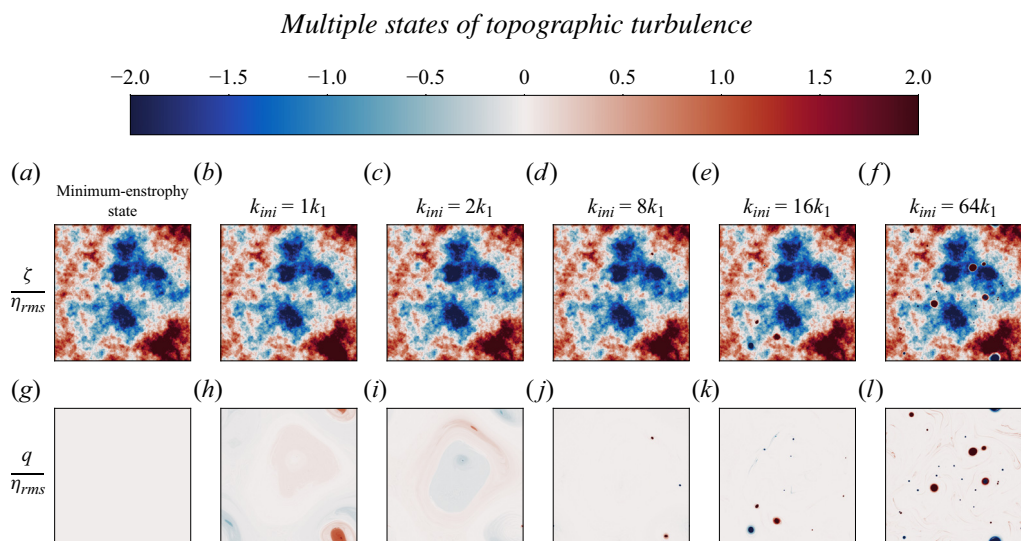 Multiple states of topographic turbulence
−2.0 −1.5 −1.0 −0.5 0 0.5 1.0 1.5 2.0
(a) (b) (c) (d) (e) (f)
Minimum-enstrophy
state
k_ini = 1k_1 k_ini = 2k_1 k_ini = 8k_1 k_ini = 16k_1 k_ini = 64k_1
ζ
η_rms
(g) (h) (i) (j) (k) (l)
q
η_rms